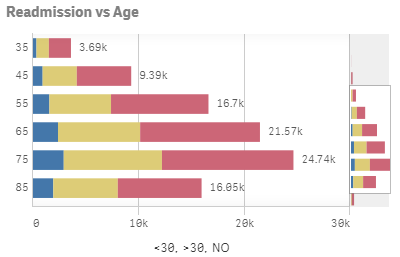 Readmission vs Age
35 3.69k
45 9.39k
55 16.7k
65 21.57k
75 24.74k
85 16.05k
0 10k 20k 30k
<30, >30, NO